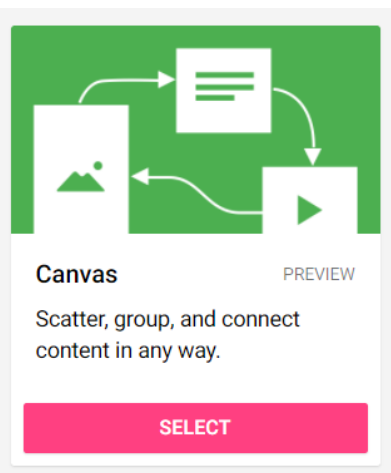 Canvas PREVIEW
Scatter, group, and connect
content in any way.
SELECT